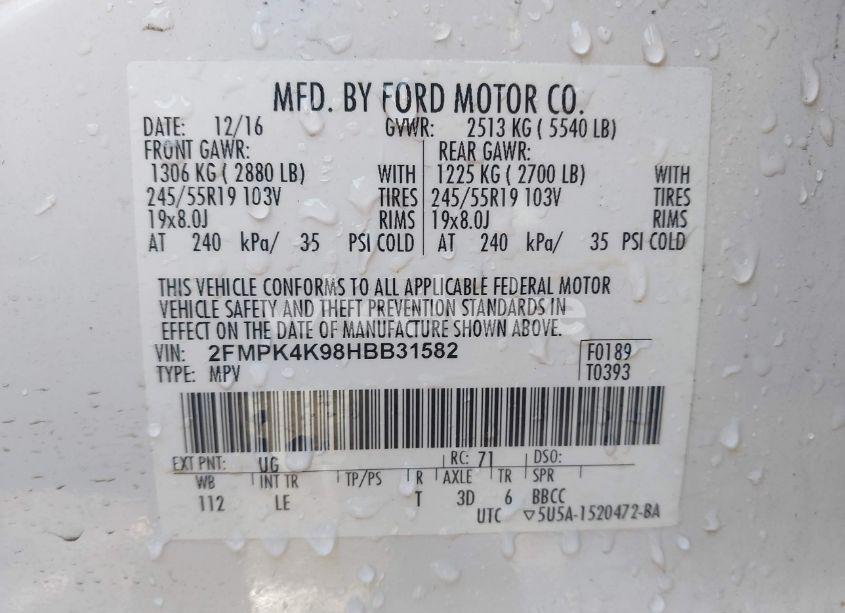 MFD. BY FORD MOTOR CO.
DATE: 12/16 GVWR: 2513 KG ( 5540 LB)
FRONT GAWR: REAR GAWR:
1306 KG ( 2880 LB) WITH 1225 KG ( 2700 LB) WITH
245/55R19 103V TIRES 245/55R19 103V TIRES
19x8.0J RIMS 19x8.0J RIMS
AT 240 kPa/ 35 PSI COLD AT 240 kPa/ 35 PSI COLD
THIS VEHICLE CONFORMS TO ALL APPLICABLE FEDERAL MOTOR
VEHICLE SAFETY AND THEFT PREVENTION STANDARDS IN
EFFECT ON THE DATE OF MANUFACTURE SHOWN ABOVE.
VIN: 2FMPK4K98HBB31582 F0189
TYPE: MPV T0393
EXT PNT: UG RC: 71 DSO:
WB INT TR TP/PS R AXLE TR SPR
112 LE T 3D 6 BBCC
UTC ▽5U5A-1520472-BA